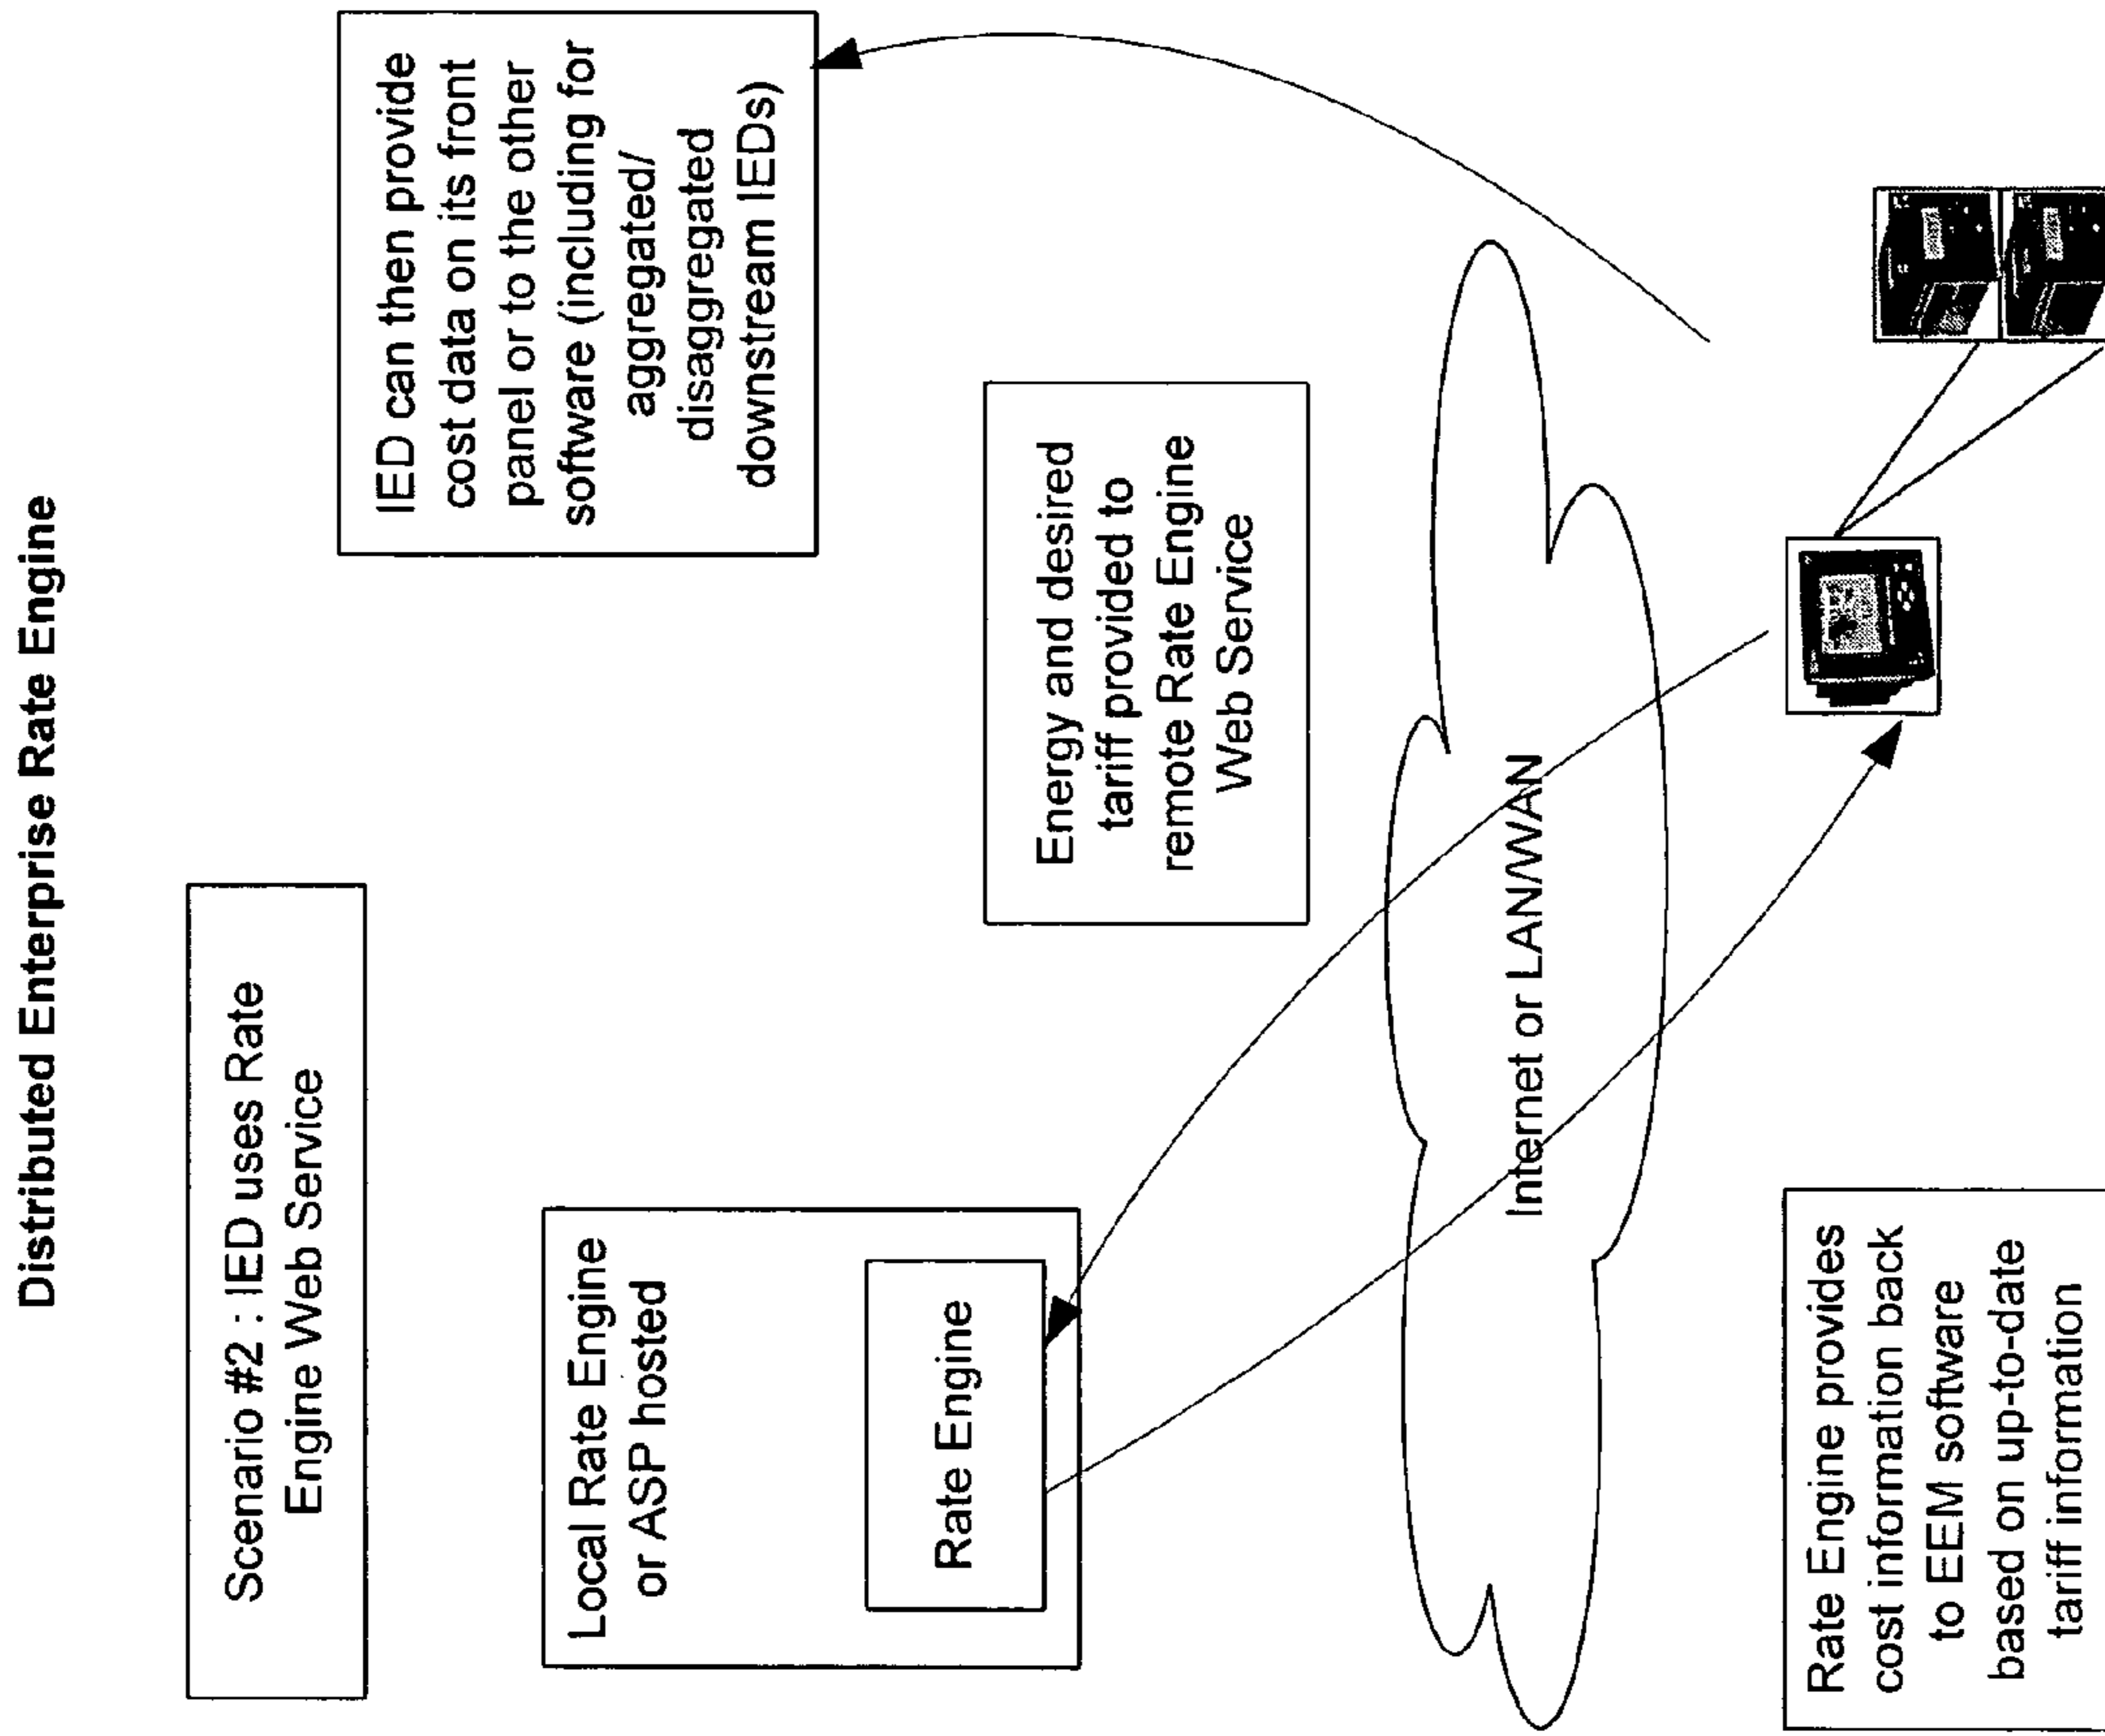 Distributed Enterprise Rate Engine
Scenario #2 : IED uses Rate
Engine Web Service
IED can then provide
cost data on its front
panel or to the other
software (including for
aggregated/
disaggregated
downstream IEDs)
Local Rate Engine
or ASP hosted
Rate Engine
Energy and desired
tariff provided to
remote Rate Engine
Web Service
Internet or LAN/WAN
Rate Engine provides
cost information back
to EEM software
based on up-to-date
tariff information